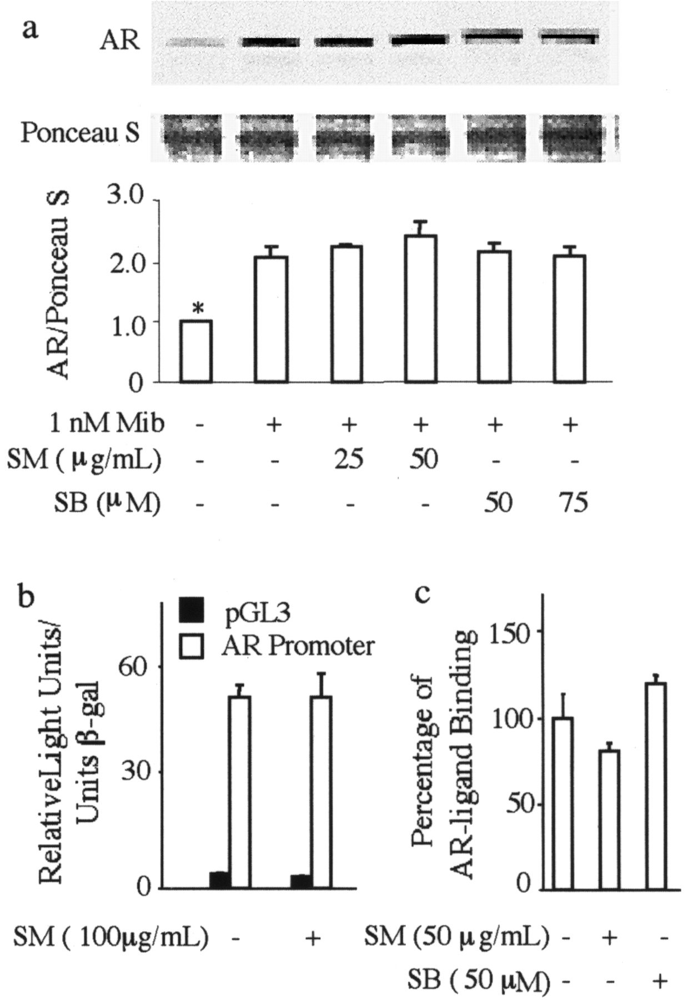 a
AR
Ponceau S
AR/Ponceau S
3.0
2.0
1.0
0
*
1 nM Mib - + + + + +
SM ( μg/mL) - - 25 50 - -
SB (μM) - - - - 50 75
b
RelativeLight Units/
Units β-gal
pGL3
AR Promoter
60
30
0
SM ( 100μg/mL) - +
c
Percentage of
AR-ligand Binding
150
100
50
0
SM (50 μg/mL) - + -
SB ( 50 μM) - - +